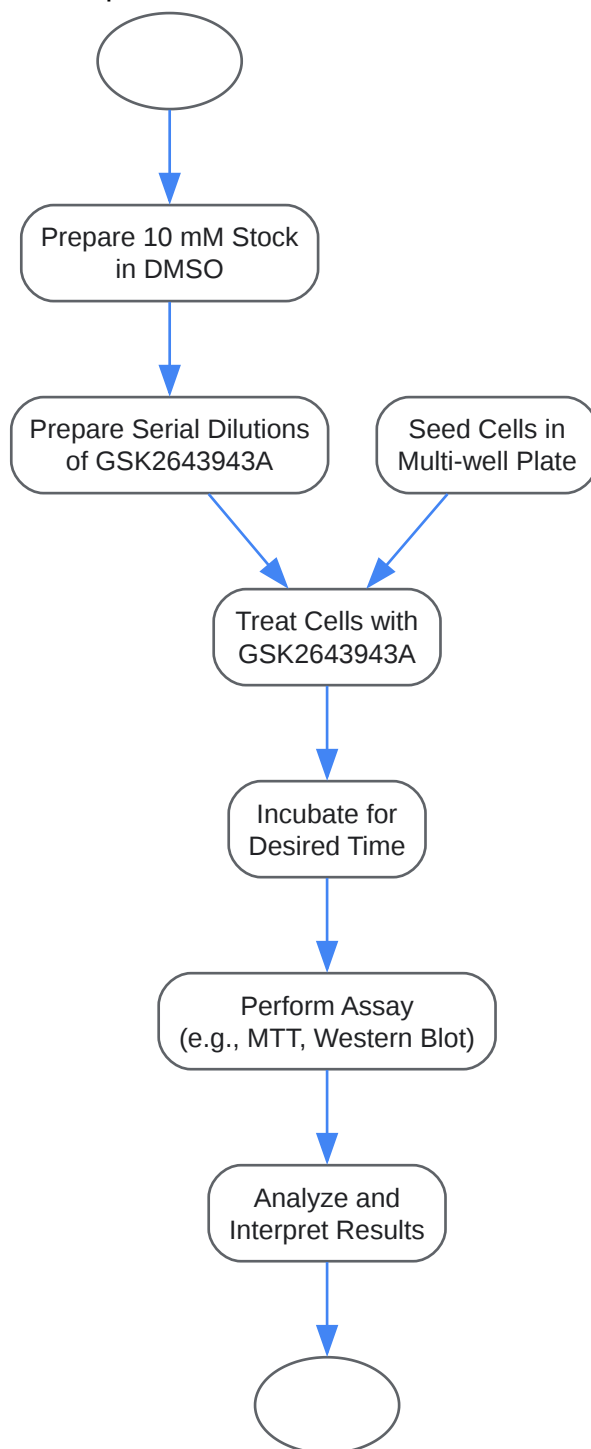 Prepare 10 mM Stock
in DMSO
Prepare Serial Dilutions
of GSK2643943A
Seed Cells in
Multi-well Plate
Treat Cells with
GSK2643943A
Incubate for
Desired Time
Perform Assay
(e.g., MTT, Western Blot)
Analyze and
Interpret Results